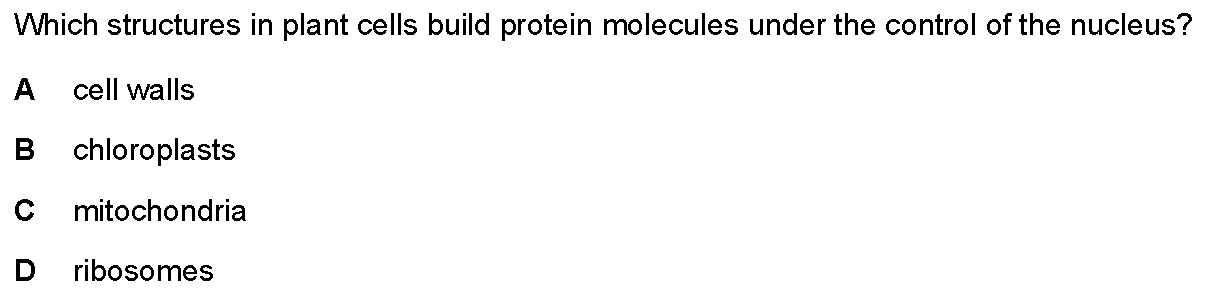 Which structures in plant cells build protein molecules under the control of the nucleus?
A cell walls
B chloroplasts
C mitochondria
D ribosomes